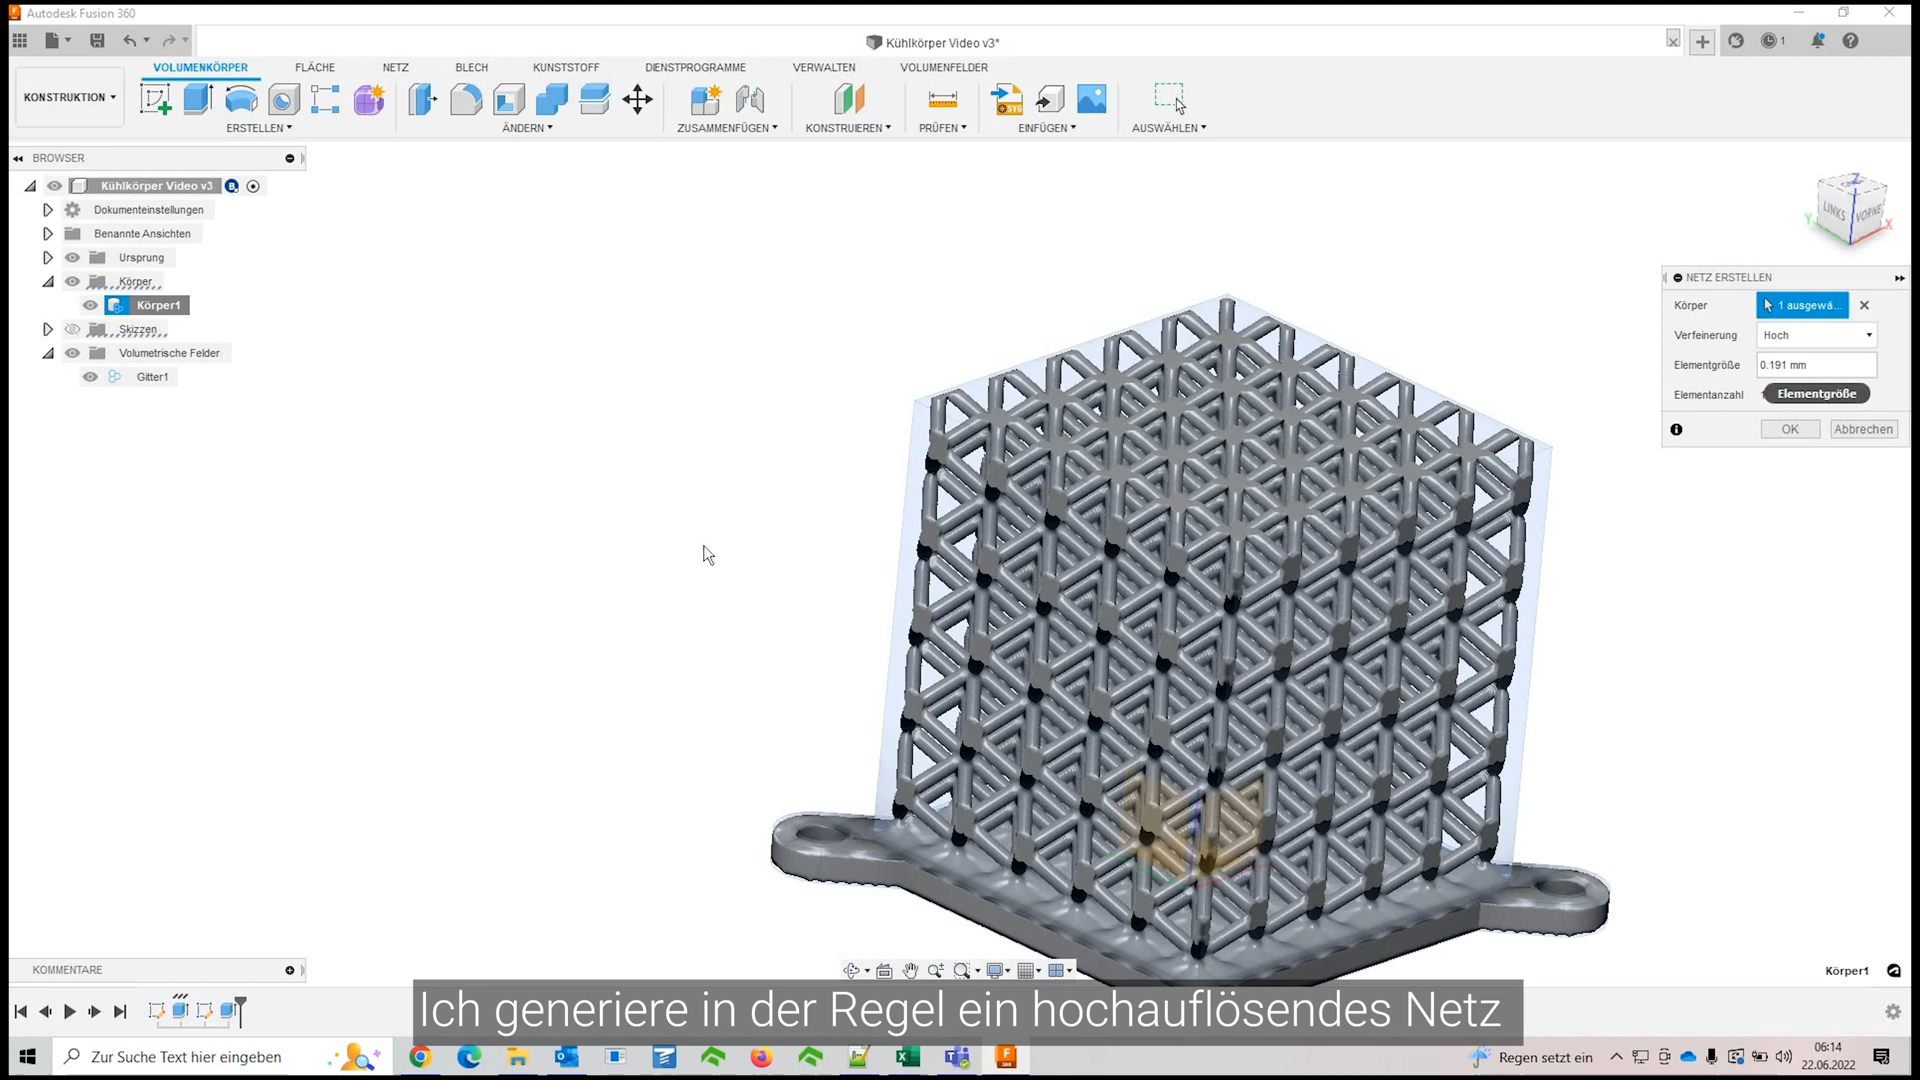 Autodesk Fusion 360
Kühlkörper Video v3*
1
VOLUMENKÖRPER FLÄCHE NETZ BLECH KUNSTSTOFF DIENSTPROGRAMME VERWALTEN VOLUMENFELDER
KONSTRUKTION
ERSTELLEN ÄNDERN ZUSAMMENFÜGEN KONSTRUIEREN PRÜFEN EINFÜGEN AUSWÄHLEN
SVG
BROWSER
Kühlkörper Video v3
Dokumenteinstellungen
Benannte Ansichten
Ursprung
Körper
Körper1
Skizzen
Volumetrische Felder
Gitter1
Z
LINKS VORNE
Y X
NETZ ERSTELLEN
Körper 1 ausgewä...
Verfeinerung Hoch
Elementgröße 0.191 mm
Elementanzahl Elementgröße
OK Abbrechen
KOMMENTARE
Körper1
Ich generiere in der Regel ein hochauflösendes Netz
Zur Suche Text hier eingeben
Regen setzt ein
06:14
22.06.2022